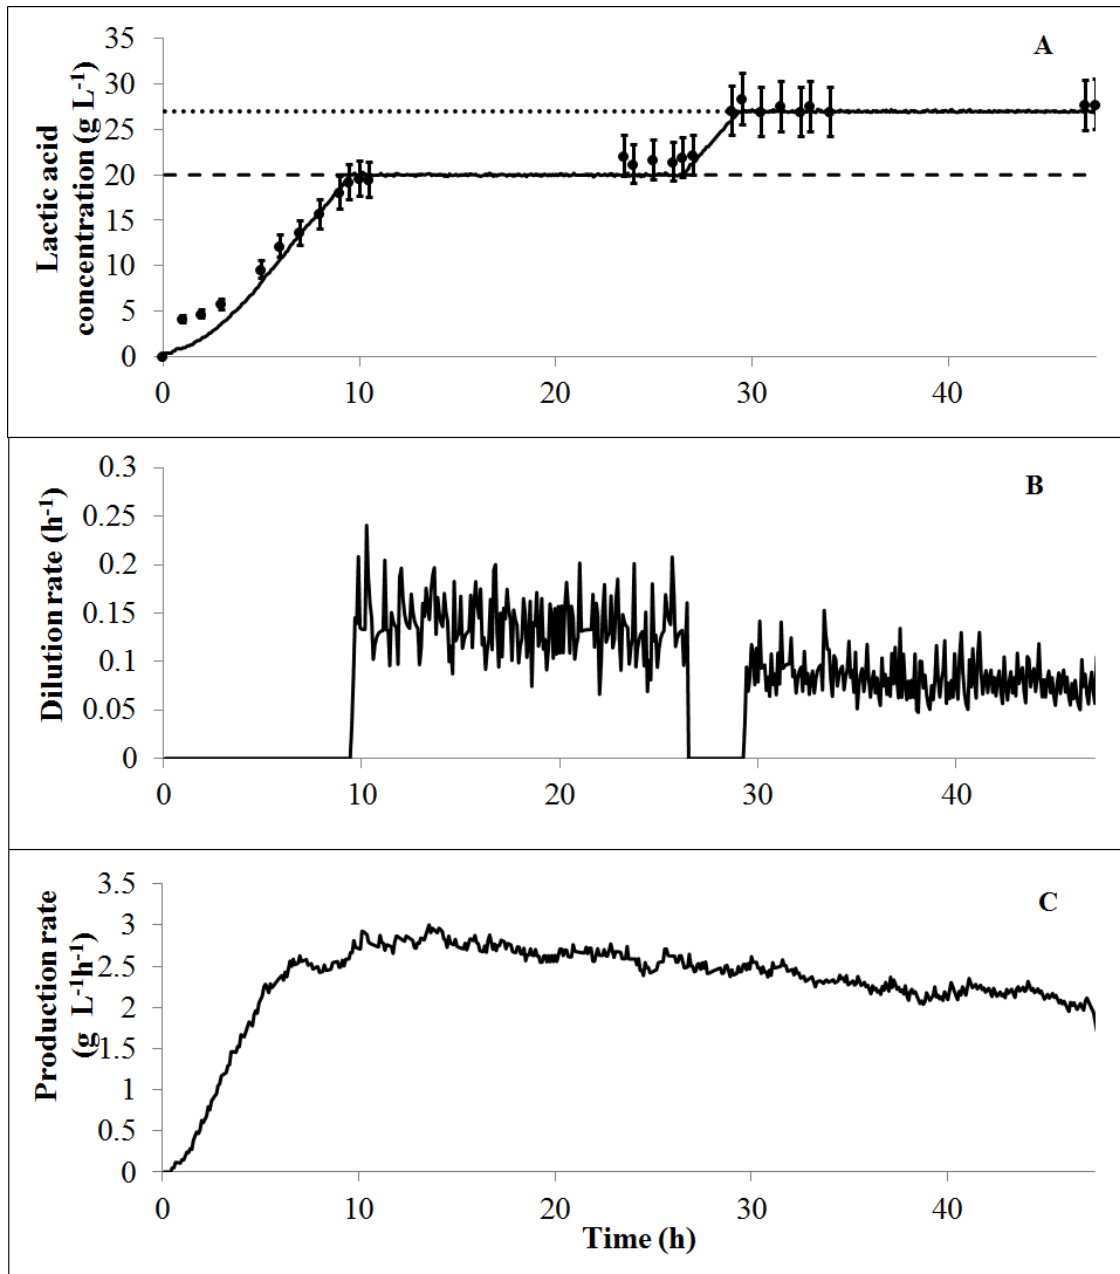 A
Lactic acid
concentration (g L-1)
35
30
25
20
15
10
5
0
0 10 20 30 40
B
Dilution rate (h-1)
0.3
0.25
0.2
0.15
0.1
0.05
0
0 10 20 30 40
C
Production rate
(g L-1h-1)
3.5
3
2.5
2
1.5
1
0.5
0
0 10 20 30 40
Time (h)